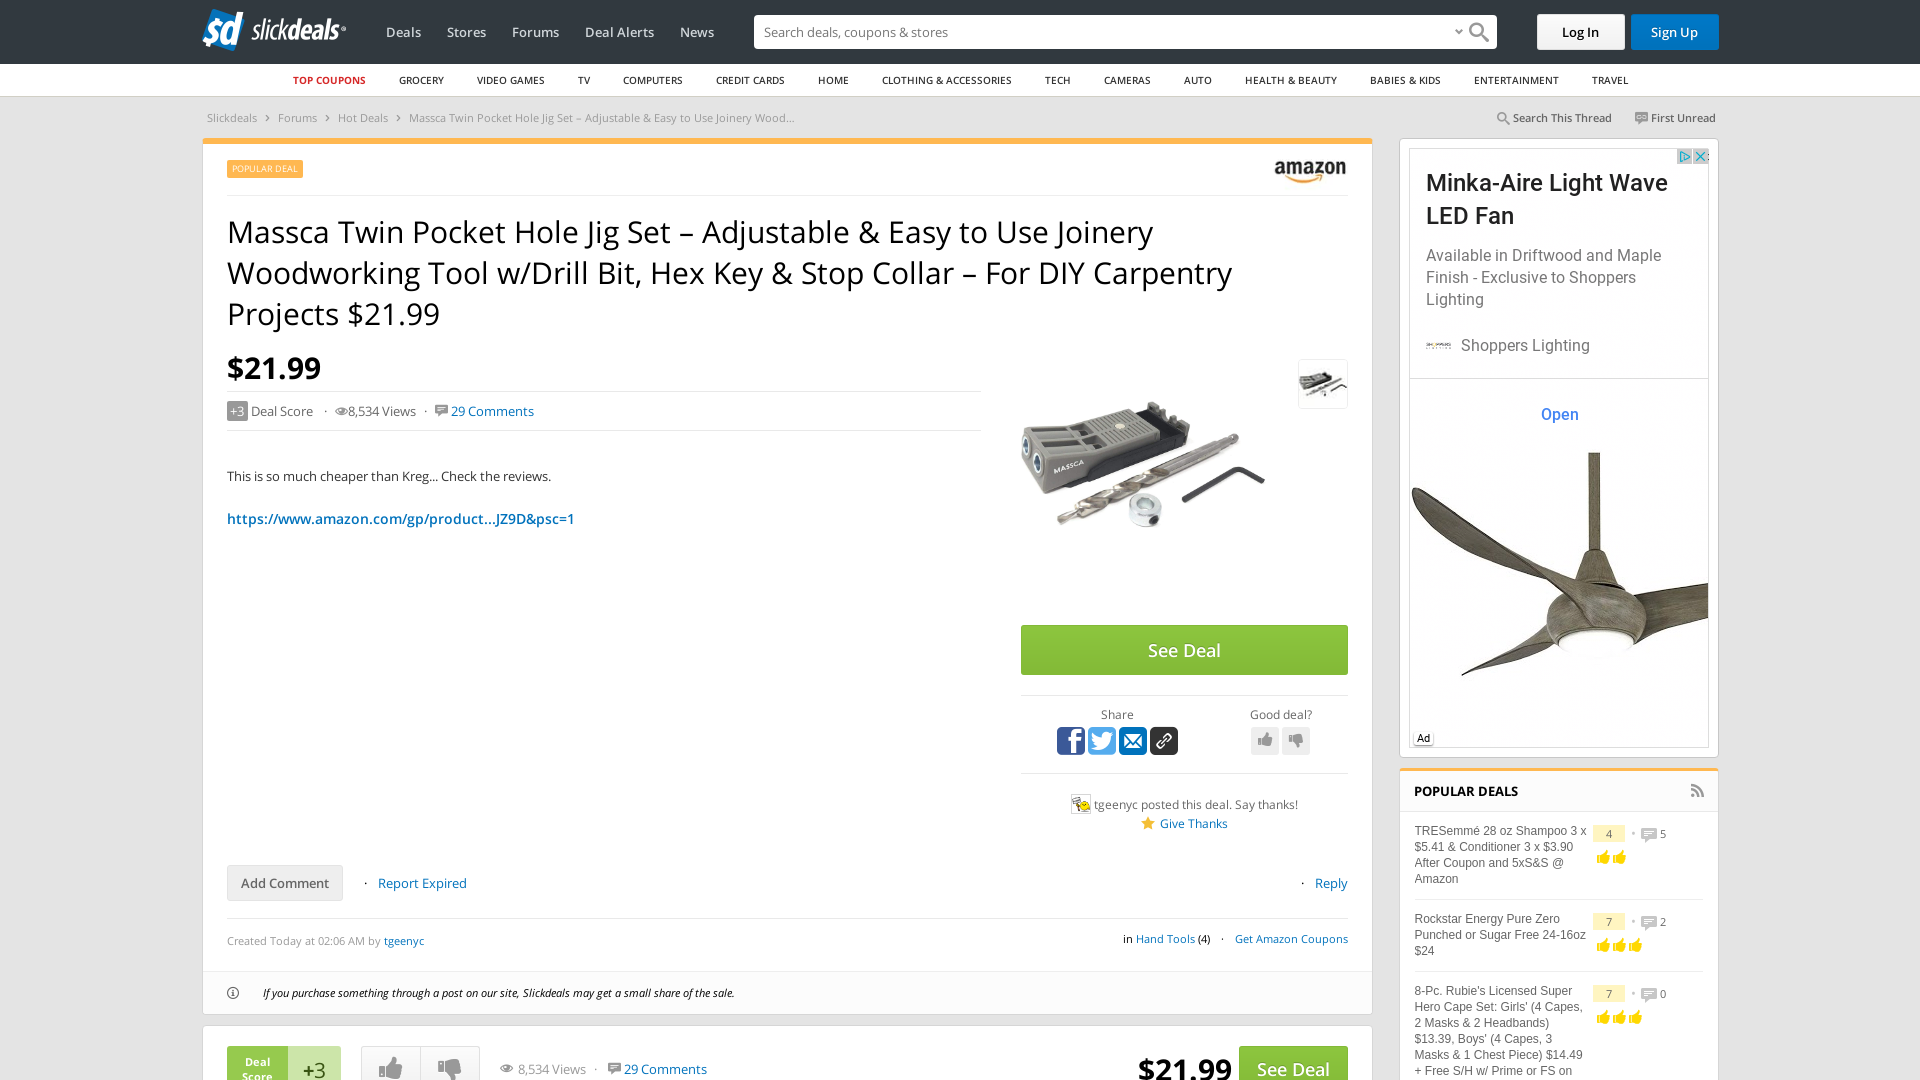 sd slickdeals
Deals
Stores
Forums
Deal Alerts
News
Search deals, coupons & stores
Log In
Sign Up
TOP COUPONS
GROCERY
VIDEO GAMES
TV
COMPUTERS
CREDIT CARDS
HOME
CLOTHING & ACCESSORIES
TECH
CAMERAS
AUTO
HEALTH & BEAUTY
BABIES & KIDS
ENTERTAINMENT
TRAVEL
Slickdeals › Forums › Hot Deals › Massca Twin Pocket Hole Jig Set – Adjustable & Easy to Use Joinery Wood...
Search This Thread
First Unread
POPULAR DEAL
amazon
Massca Twin Pocket Hole Jig Set – Adjustable & Easy to Use Joinery
Woodworking Tool w/Drill Bit, Hex Key & Stop Collar – For DIY Carpentry
Projects $21.99
$21.99
+3 Deal Score · 8,534 Views · 29 Comments
This is so much cheaper than Kreg... Check the reviews.
https://www.amazon.com/gp/product...JZ9D&psc=1
MASSCA
See Deal
Share
Good deal?
tgeenyc posted this deal. Say thanks!
Give Thanks
Add Comment
· Report Expired
· Reply
Created Today at 02:06 AM by tgeenyc
in Hand Tools (4) · Get Amazon Coupons
If you purchase something through a post on our site, Slickdeals may get a small share of the sale.
Deal
Score
+3
8,534 Views · 29 Comments
$21.99
See Deal
Minka-Aire Light Wave
LED Fan
Available in Driftwood and Maple
Finish - Exclusive to Shoppers
Lighting
Shoppers Lighting
Open
Ad
POPULAR DEALS
TRESemmé 28 oz Shampoo 3 x
$5.41 & Conditioner 3 x $3.90
After Coupon and 5xS&S @
Amazon
4 · 5
Rockstar Energy Pure Zero
Punched or Sugar Free 24-16oz
$24
7 · 2
8-Pc. Rubie's Licensed Super
Hero Cape Set: Girls' (4 Capes,
2 Masks & 2 Headbands)
$13.39, Boys' (4 Capes, 3
Masks & 1 Chest Piece) $14.49
+ Free S/H w/ Prime or FS on
7 · 0